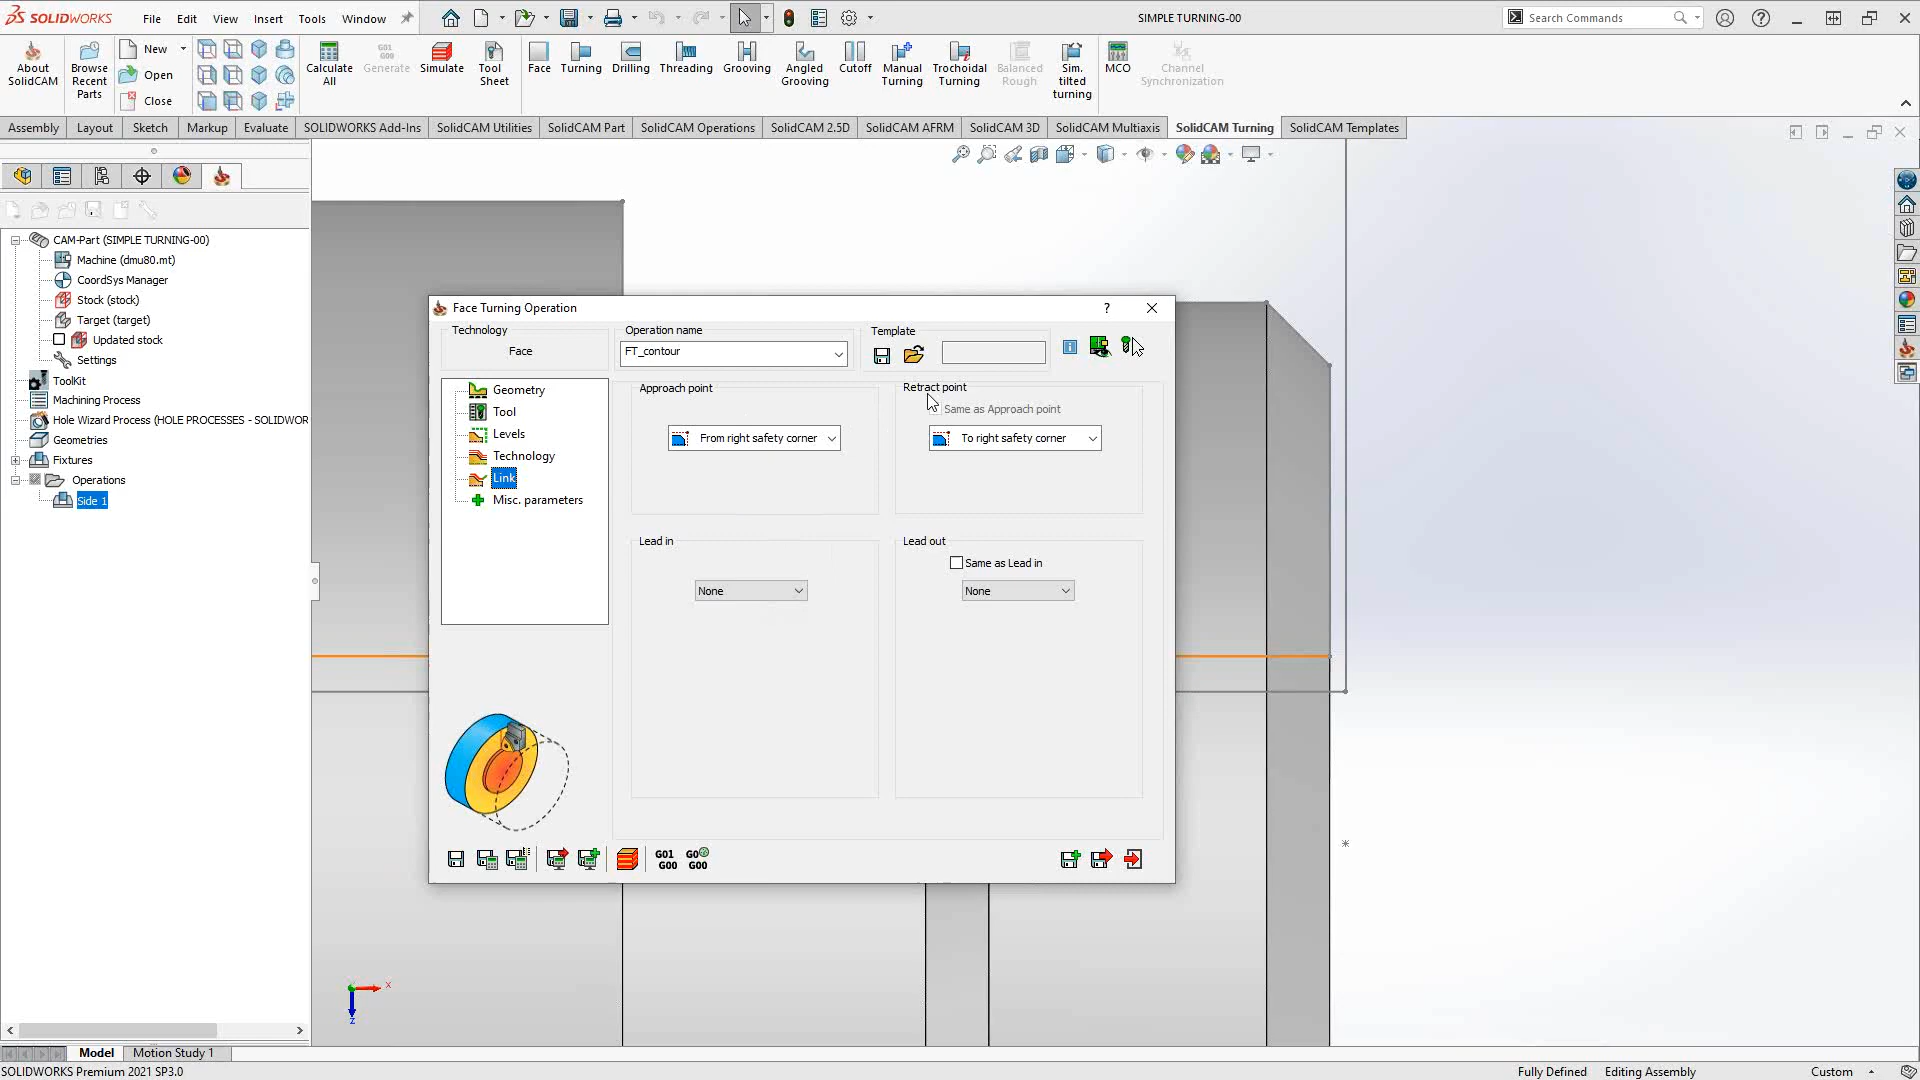 SOLIDWORKS File Edit View Insert Tools Window SIMPLE TURNING-00 Search Commands
About SolidCAM
Browse Recent Parts
New
Open
Close
Calculate All
G01 G00 Generate
Simulate
Tool Sheet
Face
Turning
Drilling
Threading
Grooving
Angled Grooving
Cutoff
Manual Turning
Trochoidal Turning
Balanced Rough
Sim. tilted turning
MCO
Channel Synchronization
Assembly Layout Sketch Markup Evaluate SOLIDWORKS Add-Ins SolidCAM Utilities SolidCAM Part SolidCAM Operations SolidCAM 2.5D SolidCAM AFRM SolidCAM 3D SolidCAM Multiaxis SolidCAM Turning SolidCAM Templates
CAM-Part (SIMPLE TURNING-00)
Machine (dmu80.mt)
CoordSys Manager
Stock (stock)
Target (target)
Updated stock
Settings
ToolKit
Machining Process
Hole Wizard Process (HOLE PROCESSES - SOLIDWOR
Geometries
Fixtures
Operations
Side 1
Face Turning Operation ?
Technology
Face
Operation name
FT_contour
Template
Geometry
Tool
Levels
Technology
Link
Misc. parameters
Approach point
From right safety corner
Retract point
Same as Approach point
To right safety corner
Lead in
None
Lead out
Same as Lead in
None
G01 G00
G0 G00
X
Z
Model Motion Study 1
SOLIDWORKS Premium 2021 SP3.0 Fully Defined Editing Assembly Custom